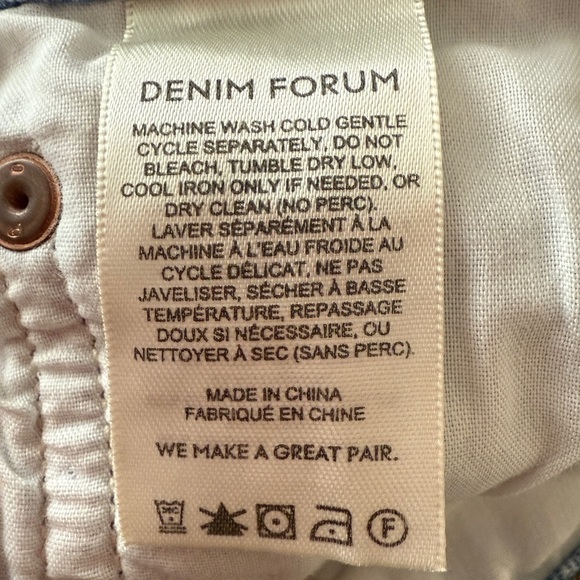 DENIM FORUM
MACHINE WASH COLD GENTLE
CYCLE SEPARATELY, DO NOT
BLEACH, TUMBLE DRY LOW,
COOL IRON ONLY IF NEEDED, OR
DRY CLEAN (NO PERC).
LAVER SÉPARÉMENT À LA
MACHINE À L'EAU FROIDE AU
CYCLE DÉLICAT, NE PAS
JAVELISER, SÉCHER À BASSE
TEMPÉRATURE, REPASSAGE
DOUX SI NÉCESSAIRE, OU
NETTOYER À SEC (SANS PERC).
MADE IN CHINA
FABRIQUÉ EN CHINE
WE MAKE A GREAT PAIR.
F